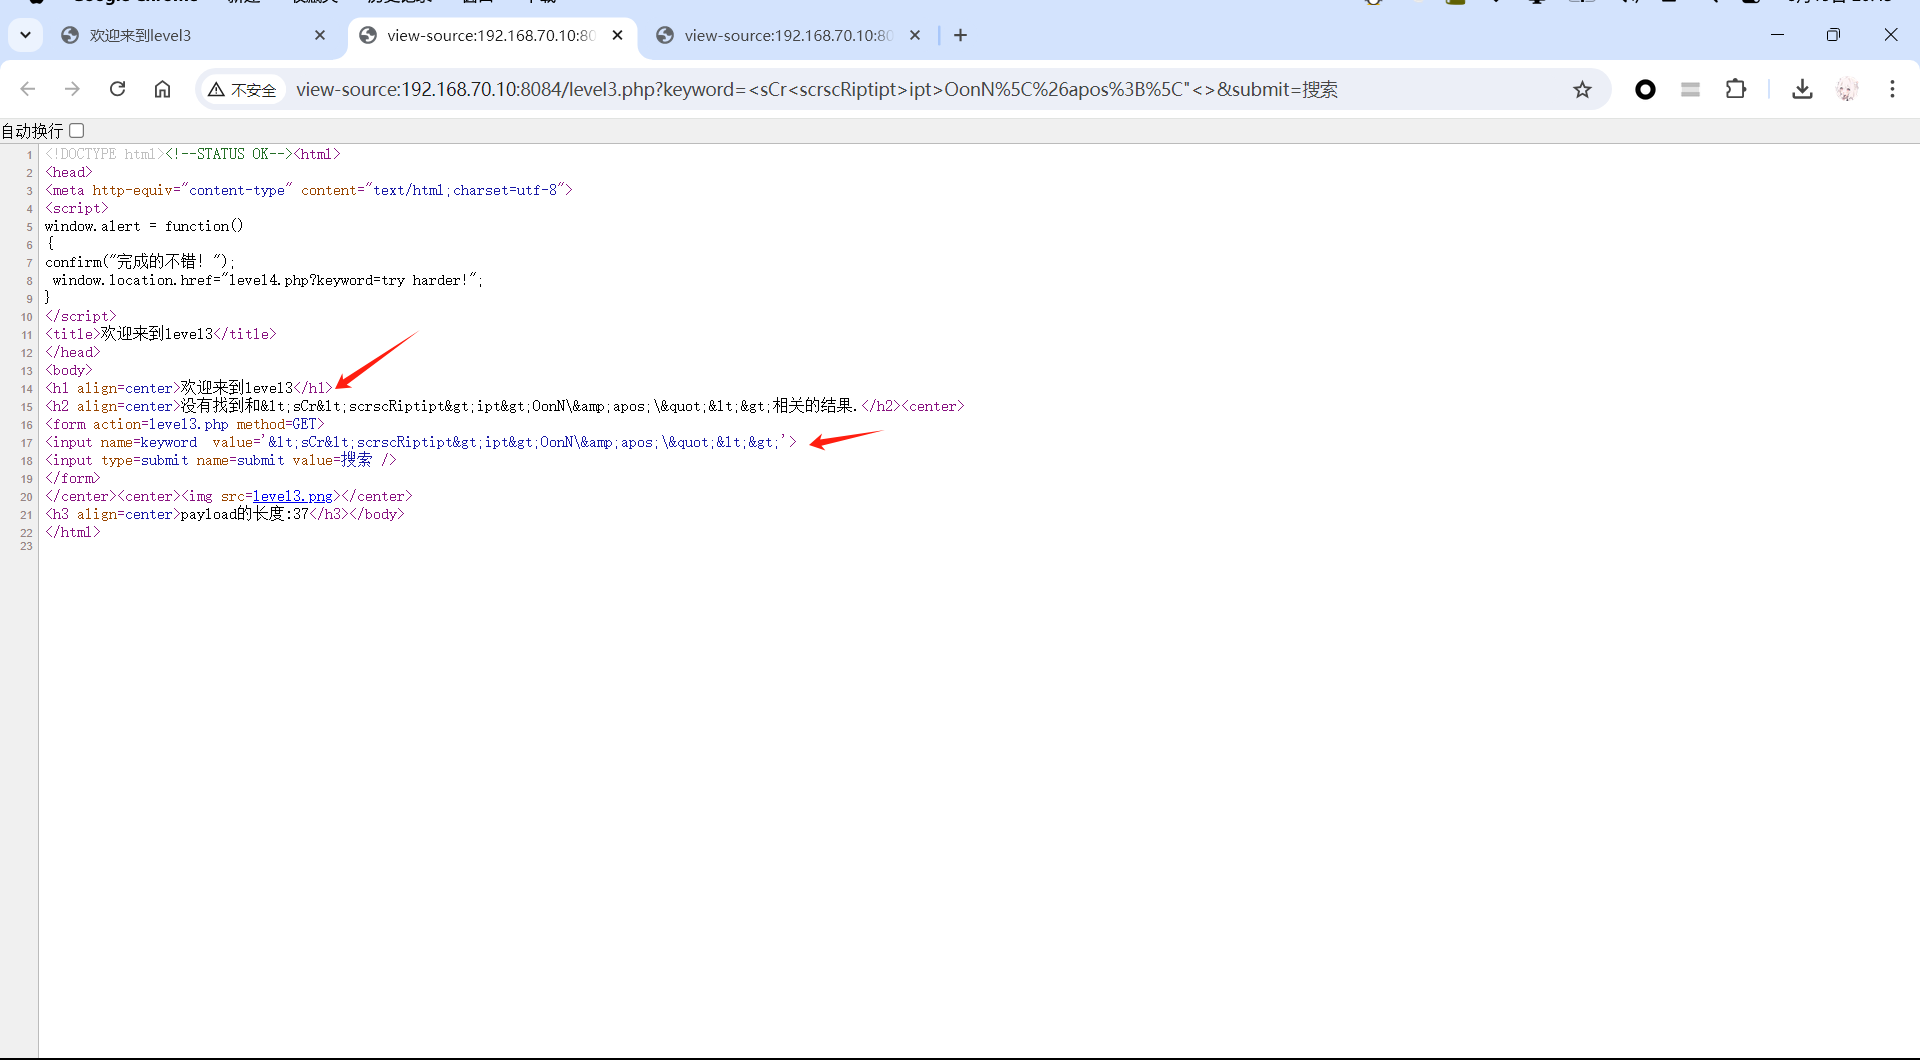 欢迎来到level3
view-source:192.168.70.10:80
view-source:192.168.70.10:80
不安全
view-source:192.168.70.10:8084/level3.php?keyword=<sCr<scrscRiptipt>ipt>OonN%5C%26apos%3B%5C"<>&submit=搜索
自动换行
1 <!DOCTYPE html><!--STATUS OK--><html>
2 <head>
3 <meta http-equiv="content-type" content="text/html;charset=utf-8">
4 <script>
5 window.alert = function()
6 {
7 confirm("完成的不错！");
8 window.location.href="level4.php?keyword=try harder!";
9 }
10 </script>
11 <title>欢迎来到level3</title>
12 </head>
13 <body>
14 <h1 align=center>欢迎来到level3</h1>
15 <h2 align=center>没有找到和&lt;sCr&lt;scrscRiptipt&gt;ipt&gt;OonN\&amp;apos;\&quot;&lt;&gt;相关的结果.</h2><center>
16 <form action=level3.php method=GET>
17 <input name=keyword  value='&lt;sCr&lt;scrscRiptipt&gt;ipt&gt;OonN\&amp;apos;\&quot;&lt;&gt;'>
18 <input type=submit name=submit value=搜索 />
19 </form>
20 </center><center><img src=level3.png></center>
21 <h3 align=center>payload的长度:37</h3></body>
22 </html>
23